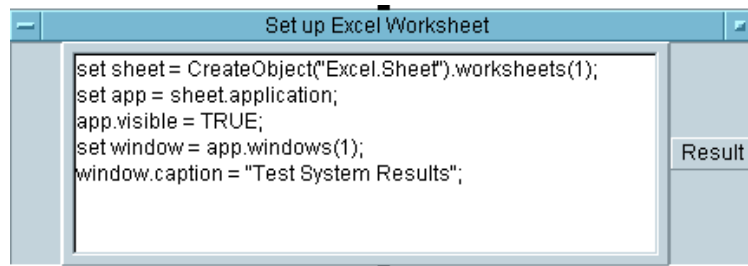 Set up Excel Worksheet
set sheet = CreateObject("Excel.Sheet").worksheets(1);
set app = sheet.application;
app.visible = TRUE;
set window = app.windows(1);
window.caption = "Test System Results";
Result